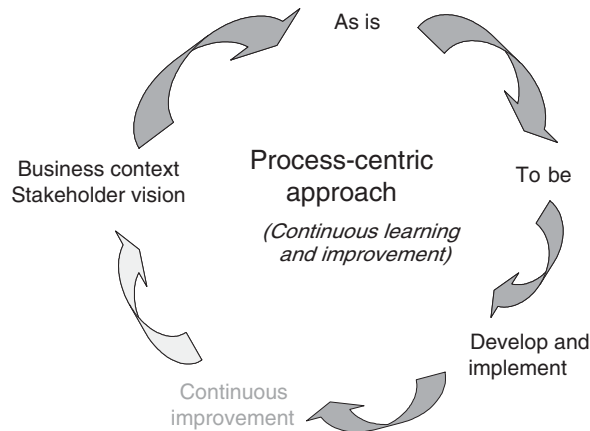 As is
Process-centric
approach
(Continuous learning
and improvement)
Business context
Stakeholder vision
To be
Develop and
implement
Continuous
improvement